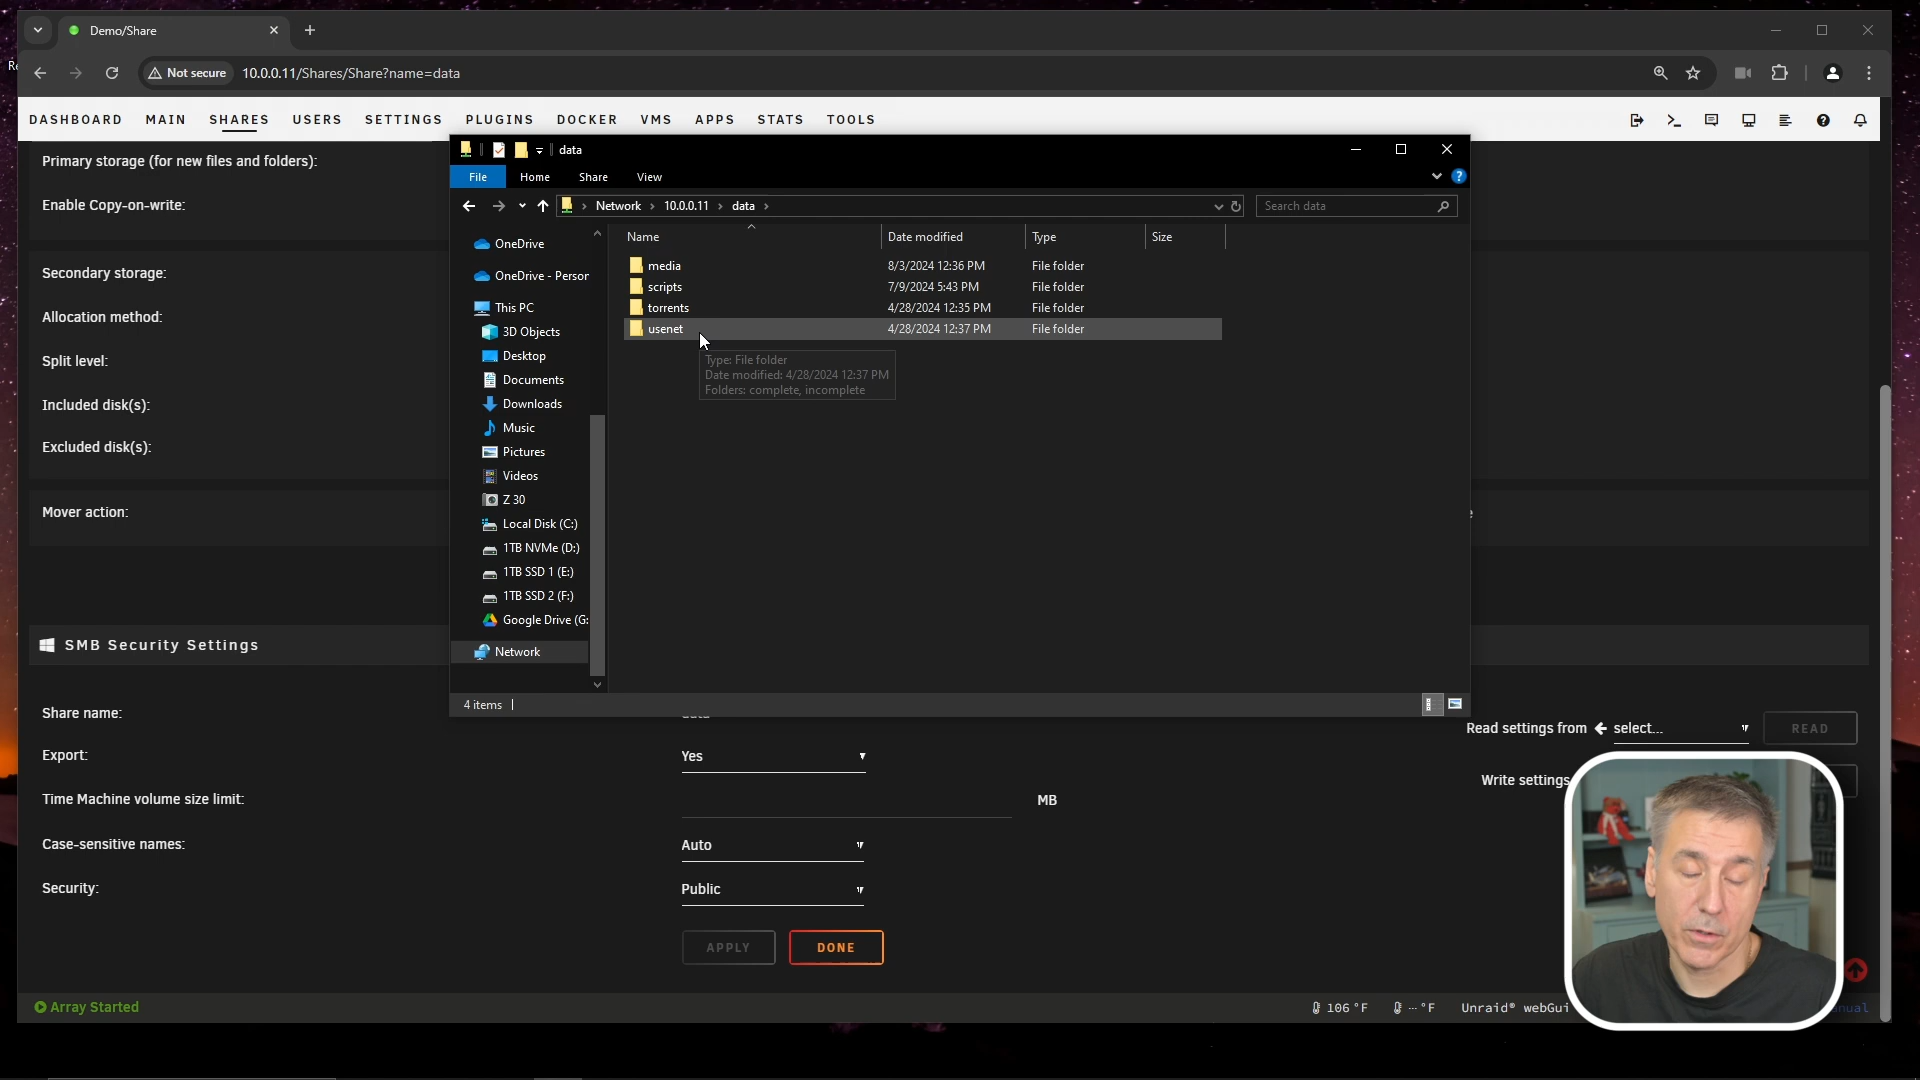 Demo/Share
Not secure
10.0.0.11/Shares/Share?name=data
DASHBOARD MAIN SHARES USERS SETTINGS PLUGINS DOCKER VMS APPS STATS TOOLS
Primary storage (for new files and folders):
Enable Copy-on-write:
Secondary storage:
Allocation method:
Split level:
Included disk(s):
Excluded disk(s):
Mover action:
data
File Home Share View
Network > 10.0.0.11 > data >
Search data
OneDrive
OneDrive - Person
This PC
3D Objects
Desktop
Documents
Downloads
Music
Pictures
Videos
Z 30
Local Disk (C:)
1TB NVMe (D:)
1TB SSD 1 (E:)
1TB SSD 2 (F:)
Google Drive (G:
Network
Name Date modified Type Size
media 8/3/2024 12:36 PM File folder
scripts 7/9/2024 5:43 PM File folder
torrents 4/28/2024 12:35 PM File folder
usenet 4/28/2024 12:37 PM File folder
Type: File folder
Date modified: 4/28/2024 12:37 PM
Folders: complete, incomplete
4 items
SMB Security Settings
Share name:
Export: Yes
Time Machine volume size limit: MB
Case-sensitive names: Auto
Security: Public
APPLY DONE
Read settings from select... READ
Write settings
Array Started
106 °F -- °F Unraid® webGui